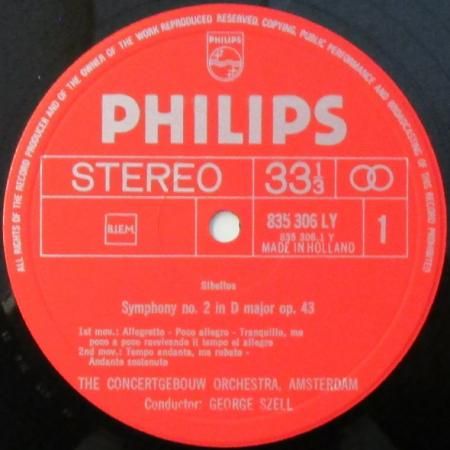 ALL RIGHTS OF THE RECORD PRODUCER AND OF THE OWNER OF THE WORK REPRODUCED RESERVED. COPYING, PUBLIC PERFORMANCE AND BROADCASTING OF THIS RECORD PROHIBITED
PHILIPS
PHILIPS
STEREO 33⅓
B.I.E.M.
835 306 LY
835 306.1 Y
MADE IN HOLLAND
1
Sibelius
Symphony no. 2 in D major op. 43
1st mov.: Allegretto - Poco allegro - Tranquillo, ma
poco a poco ravvivando il tempo al allegro
2nd mov.: Tempo andante, ma rubato -
Andante sostenuto
THE CONCERTGEBOUW ORCHESTRA, AMSTERDAM
Conductor: GEORGE SZELL